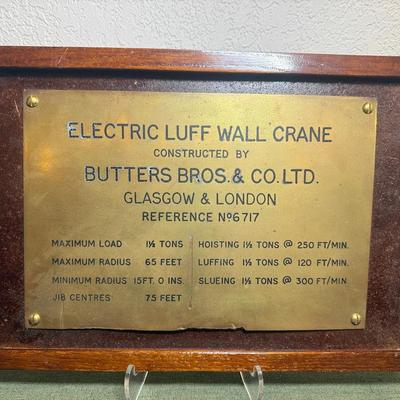 ELECTRIC LUFF WALL CRANE
CONSTRUCTED BY
BUTTERS BROS. & CO. LTD.
GLASGOW & LONDON
REFERENCE Nº6717
MAXIMUM LOAD 1½ TONS
MAXIMUM RADIUS 65 FEET
MINIMUM RADIUS 15FT. 0 INS.
JIB CENTRES 75 FEET
HOISTING 1½ TONS @ 250 FT/MIN.
LUFFING 1½ TONS @ 120 FT/MIN.
SLUEING 1½ TONS @ 300 FT/MIN.